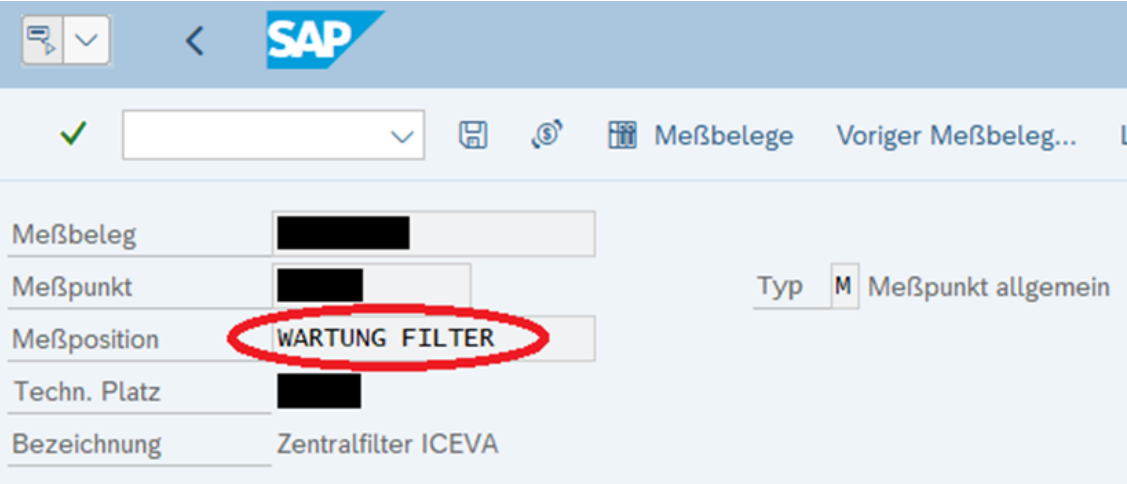 SAP
Meßbelege Voriger Meßbeleg...
Meßbeleg
Meßpunkt Typ M Meßpunkt allgemein
Meßposition WARTUNG FILTER
Techn. Platz
Bezeichnung Zentralfilter ICEVA